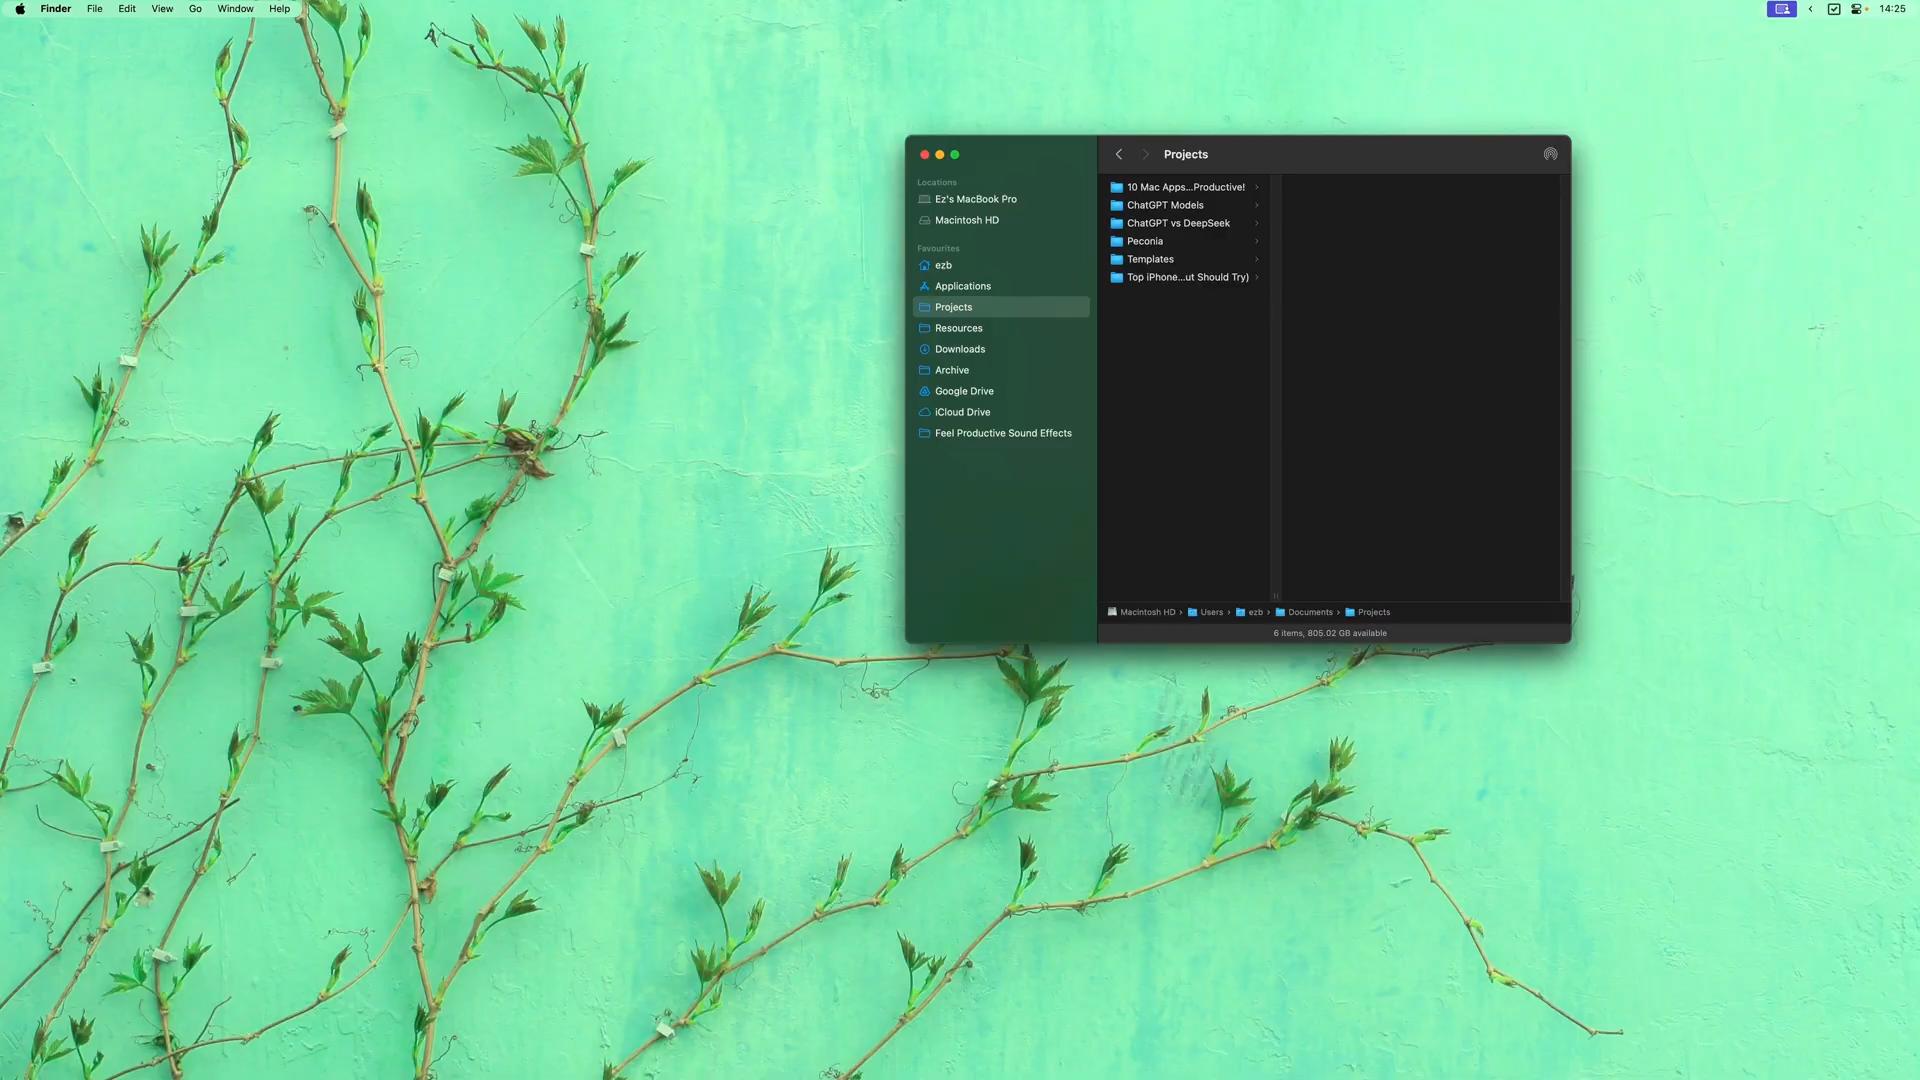 Finder File Edit View Go Window Help
14:25
Projects
Locations
Ez's MacBook Pro
Macintosh HD
Favourites
ezb
Applications
Projects
Resources
Downloads
Archive
Google Drive
iCloud Drive
Feel Productive Sound Effects
10 Mac Apps...Productive!
ChatGPT Models
ChatGPT vs DeepSeek
Peconia
Templates
Top iPhone...ut Should Try)
Macintosh HD › Users › ezb › Documents › Projects
6 items, 805.02 GB available